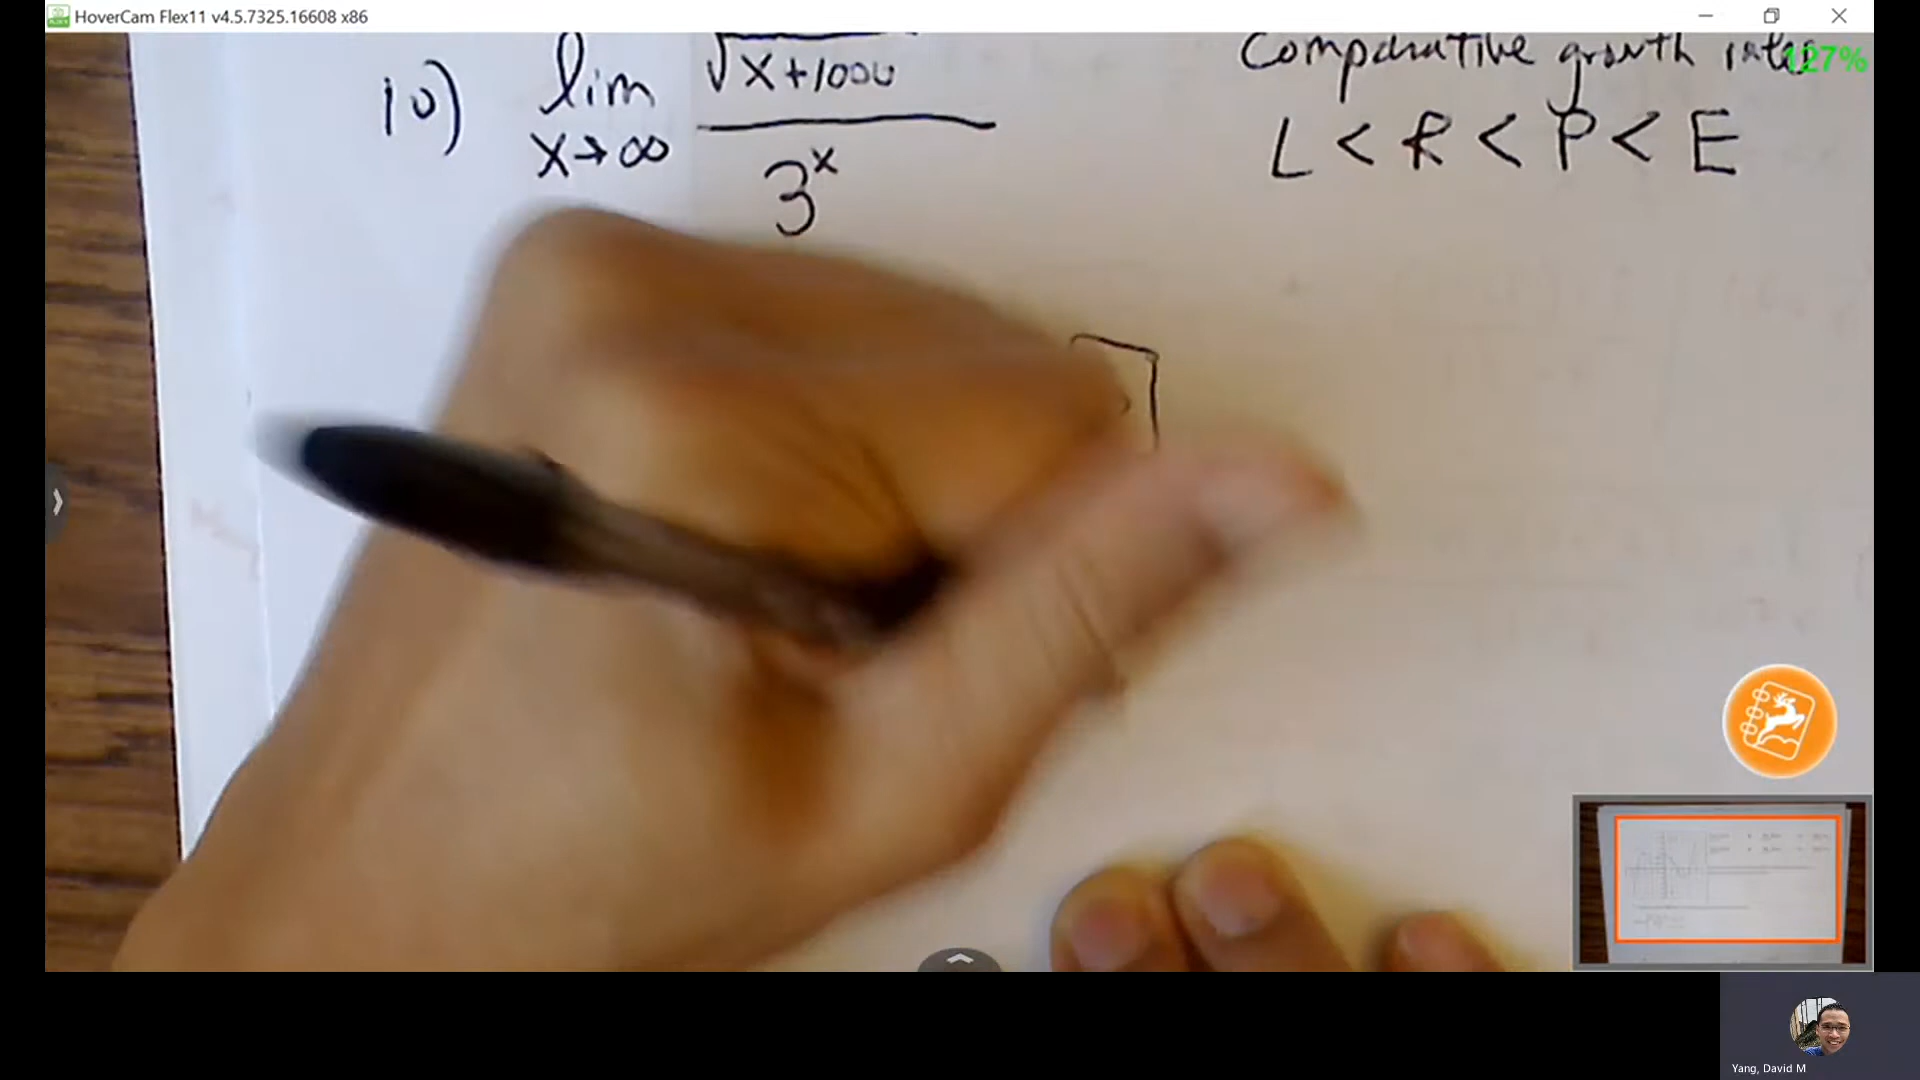 HoverCam Flex11 v4.5.7325.16608 x86
10) lim x→∞ √x+1000 / 3^x
Comparative growth rates
127%
L < R < P < E
Yang, David M